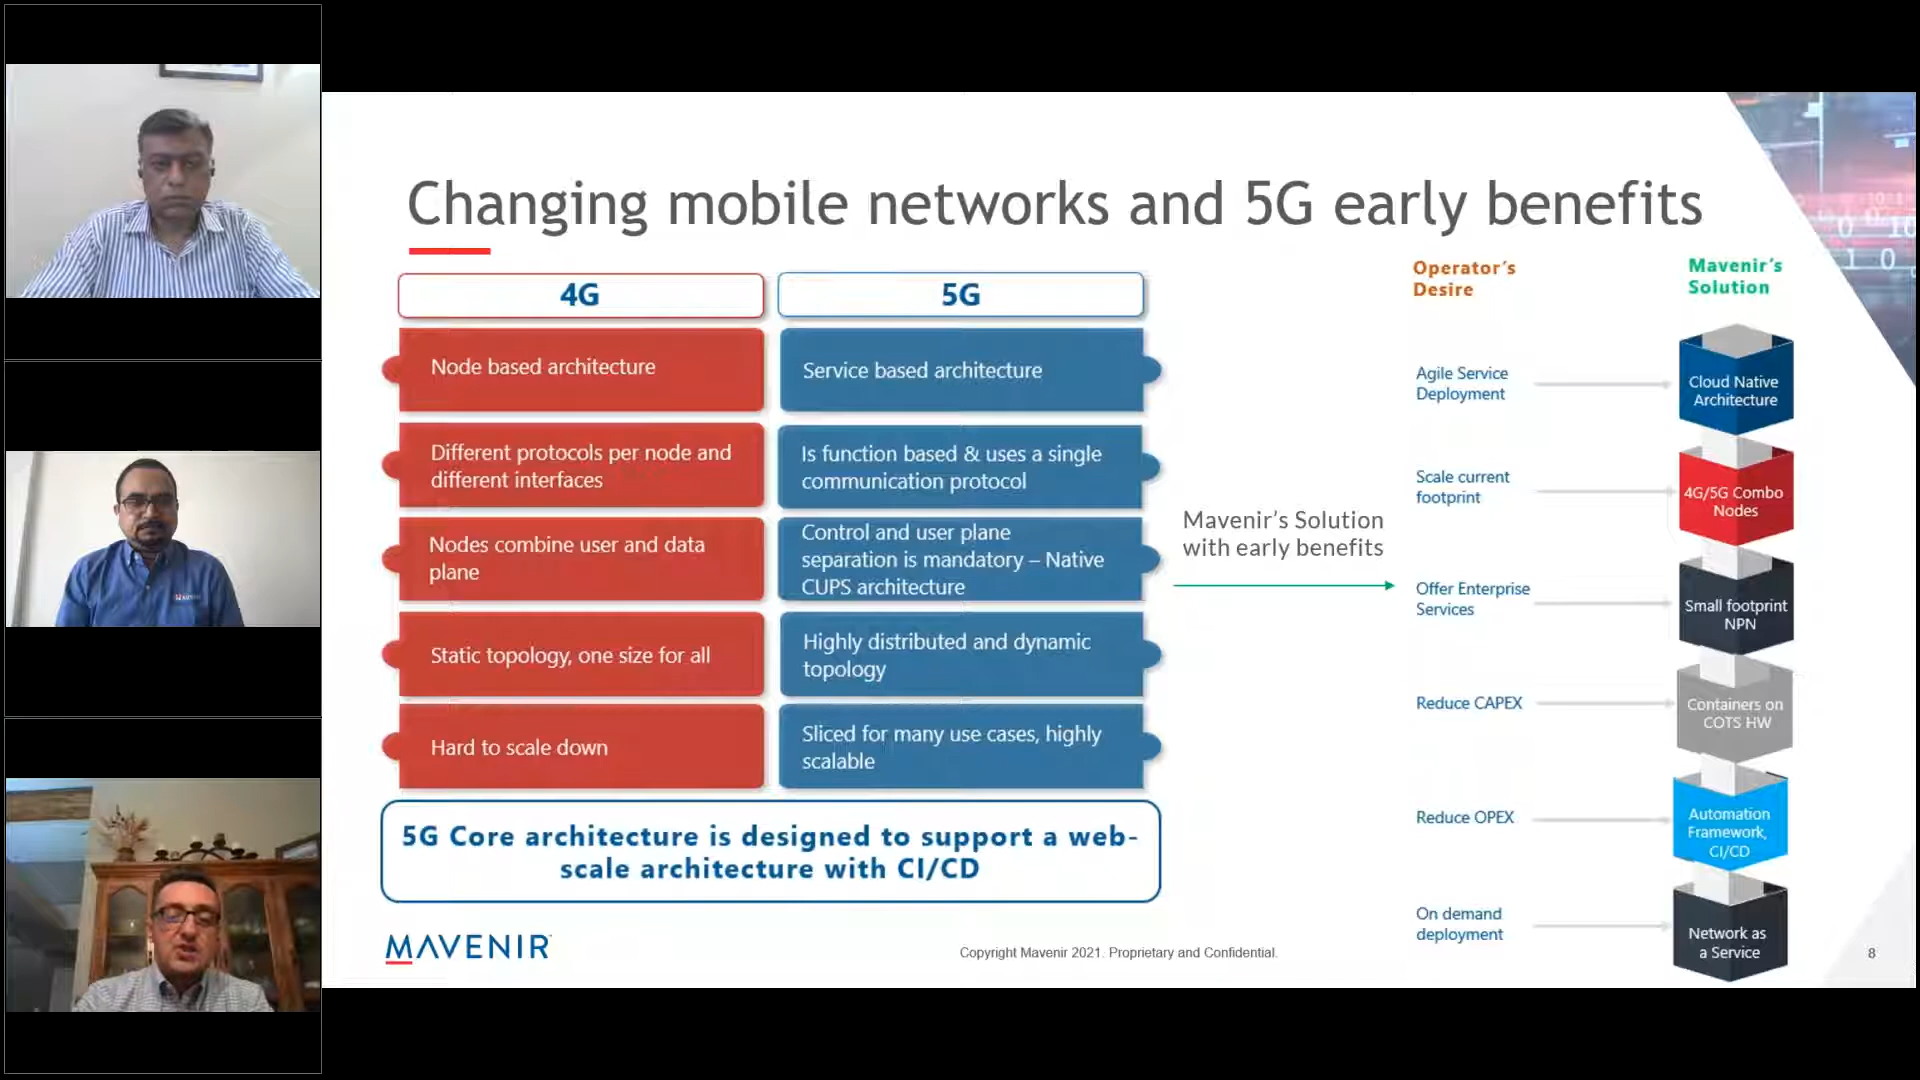 Changing mobile networks and 5G early benefits
4G
Node based architecture
Different protocols per node and
different interfaces
Nodes combine user and data
plane
Static topology, one size for all
Hard to scale down
5G
Service based architecture
Is function based & uses a single
communication protocol
Control and user plane
separation is mandatory – Native
CUPS architecture
Highly distributed and dynamic
topology
Sliced for many use cases, highly
scalable
5G Core architecture is designed to support a web-
scale architecture with CI/CD
Mavenir's Solution
with early benefits
Operator's
Desire
Agile Service
Deployment
Scale current
footprint
Offer Enterprise
Services
Reduce CAPEX
Reduce OPEX
On demand
deployment
Mavenir's
Solution
Cloud Native
Architecture
4G/5G Combo
Nodes
Small footprint
NPN
Containers on
COTS HW
Automation
Framework,
CI/CD
Network as
a Service
MAVENIR
Copyright Mavenir 2021. Proprietary and Confidential.
8